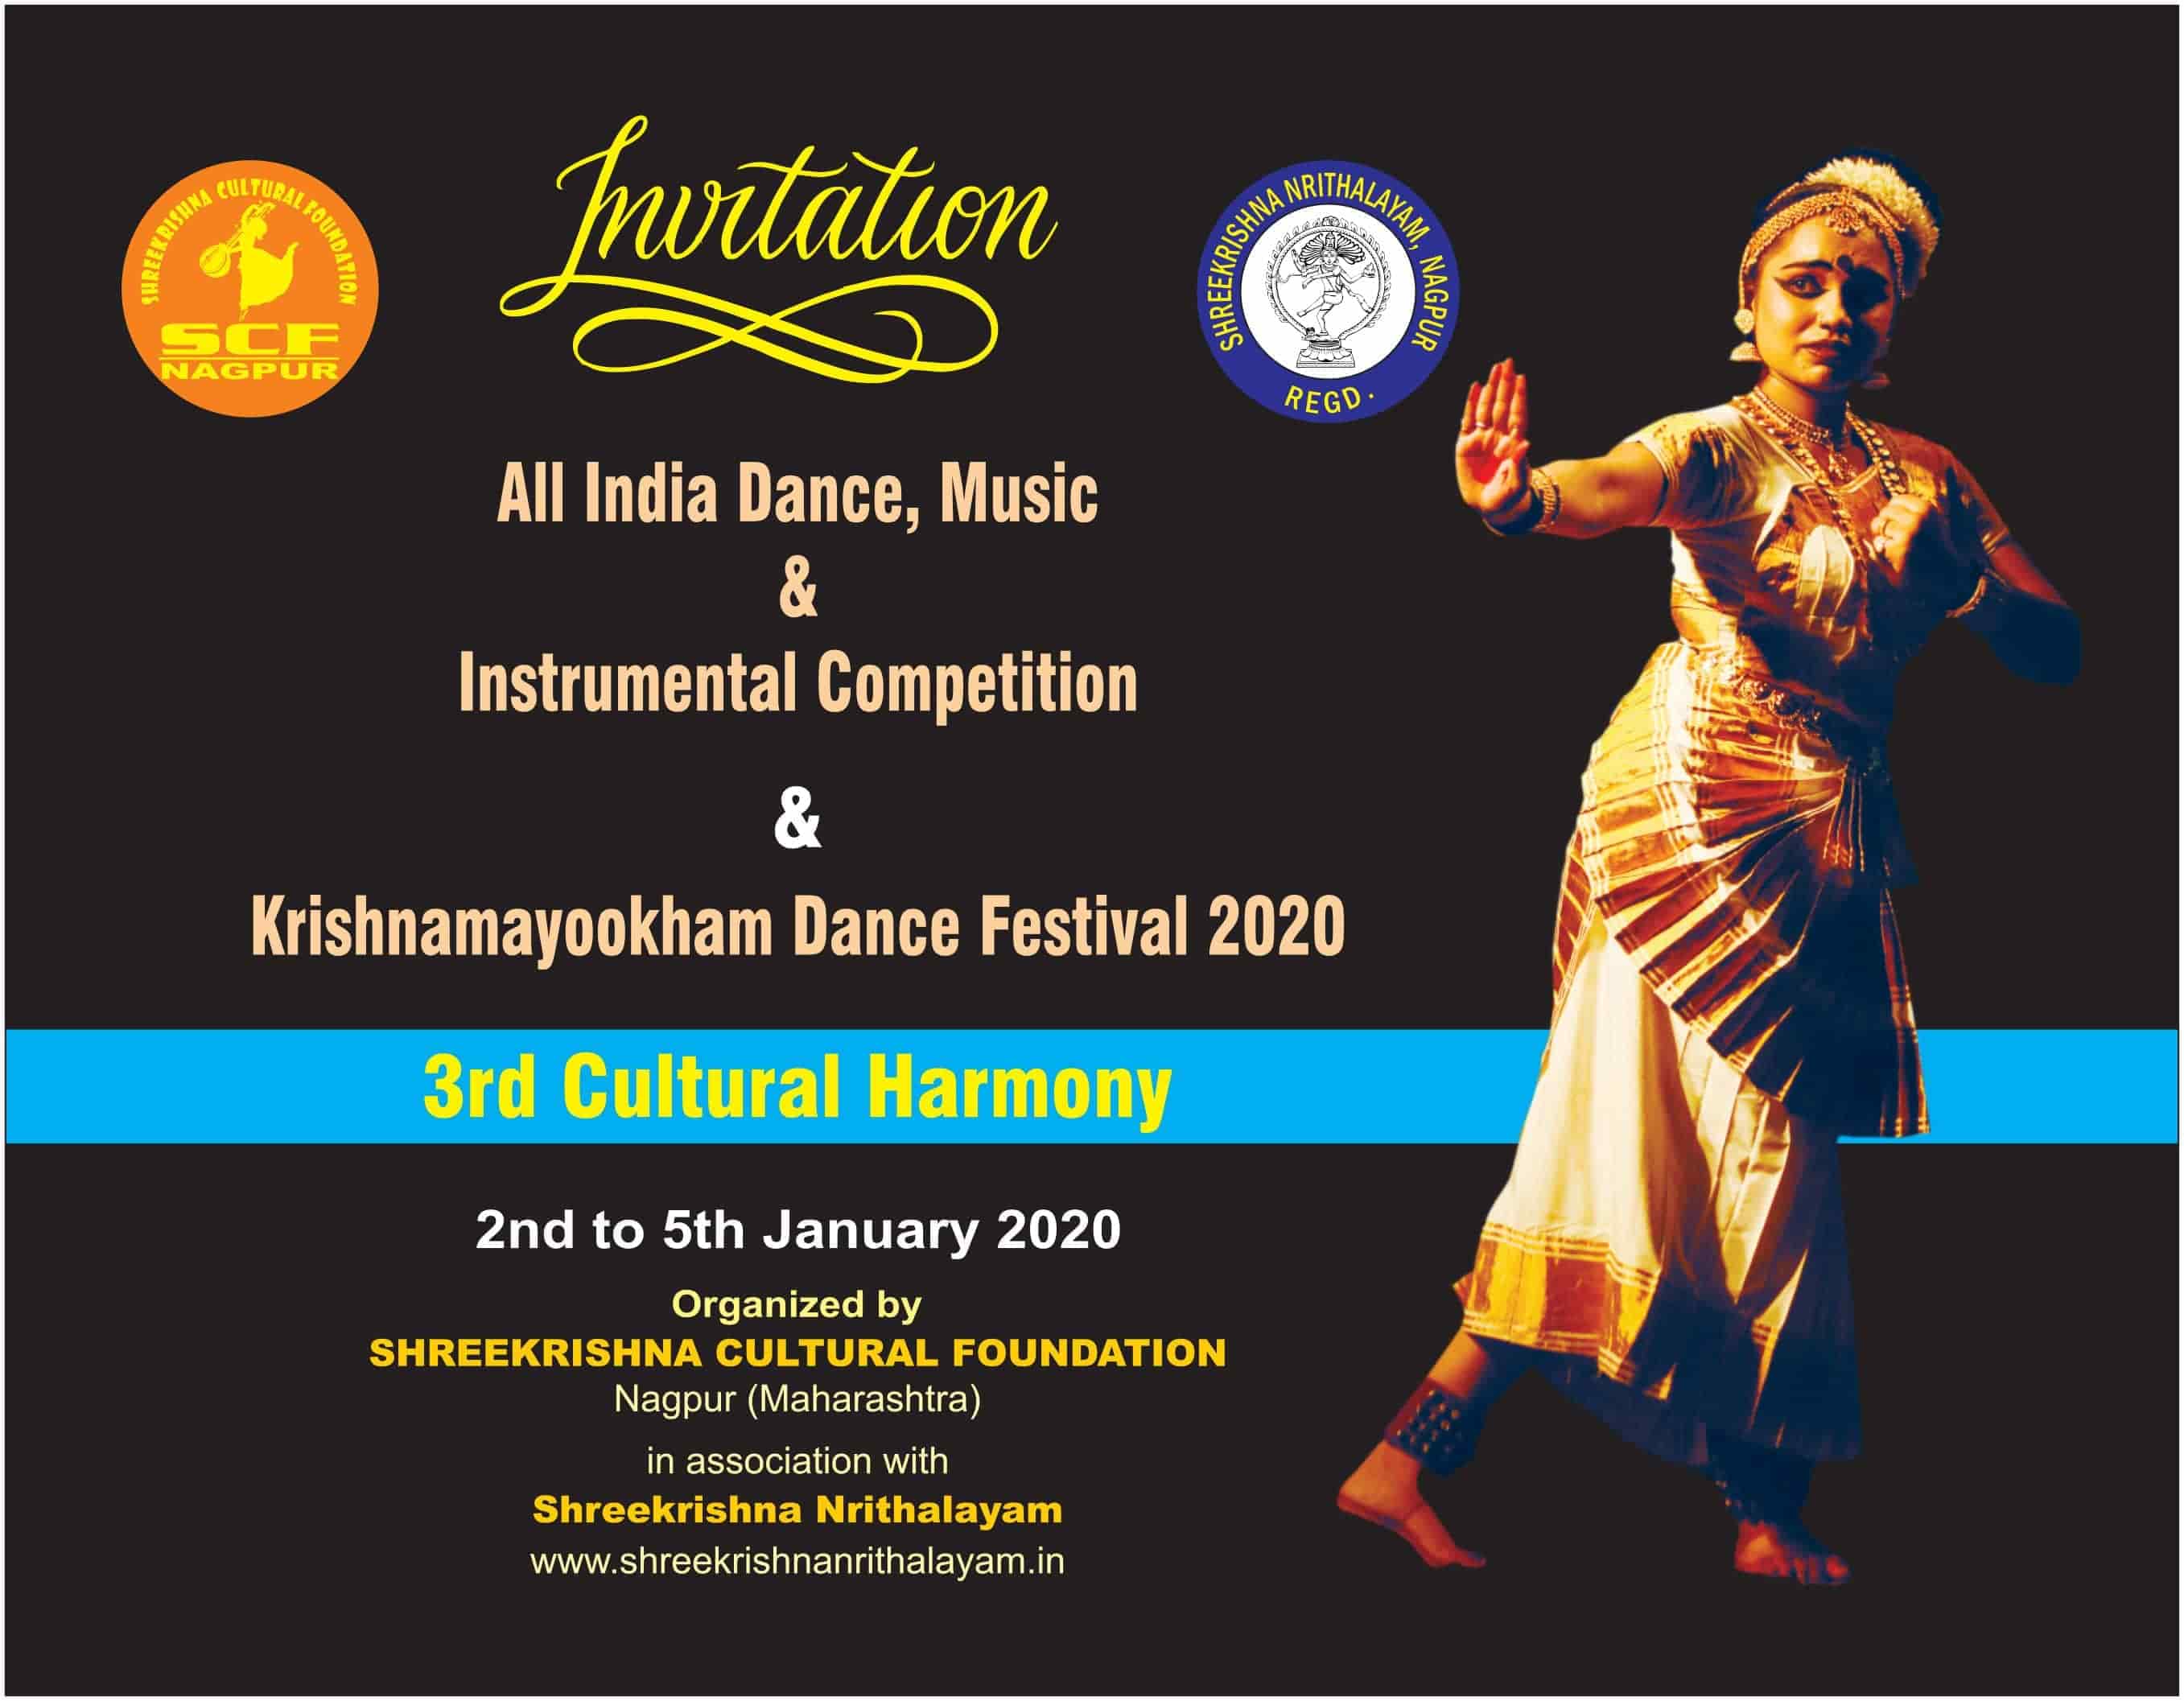 SHREEKRISHNA CULTURAL FOUNDATION
SCF
NAGPUR
Invitation
SHREEKRISHNA NRITHALAYAM, NAGPUR
REGD.
All India Dance, Music
&
Instrumental Competition
&
Krishnamayookham Dance Festival 2020
3rd Cultural Harmony
2nd to 5th January 2020
Organized by
SHREEKRISHNA CULTURAL FOUNDATION
Nagpur (Maharashtra)
in association with
Shreekrishna Nrithalayam
www.shreekrishnanrithalayam.in